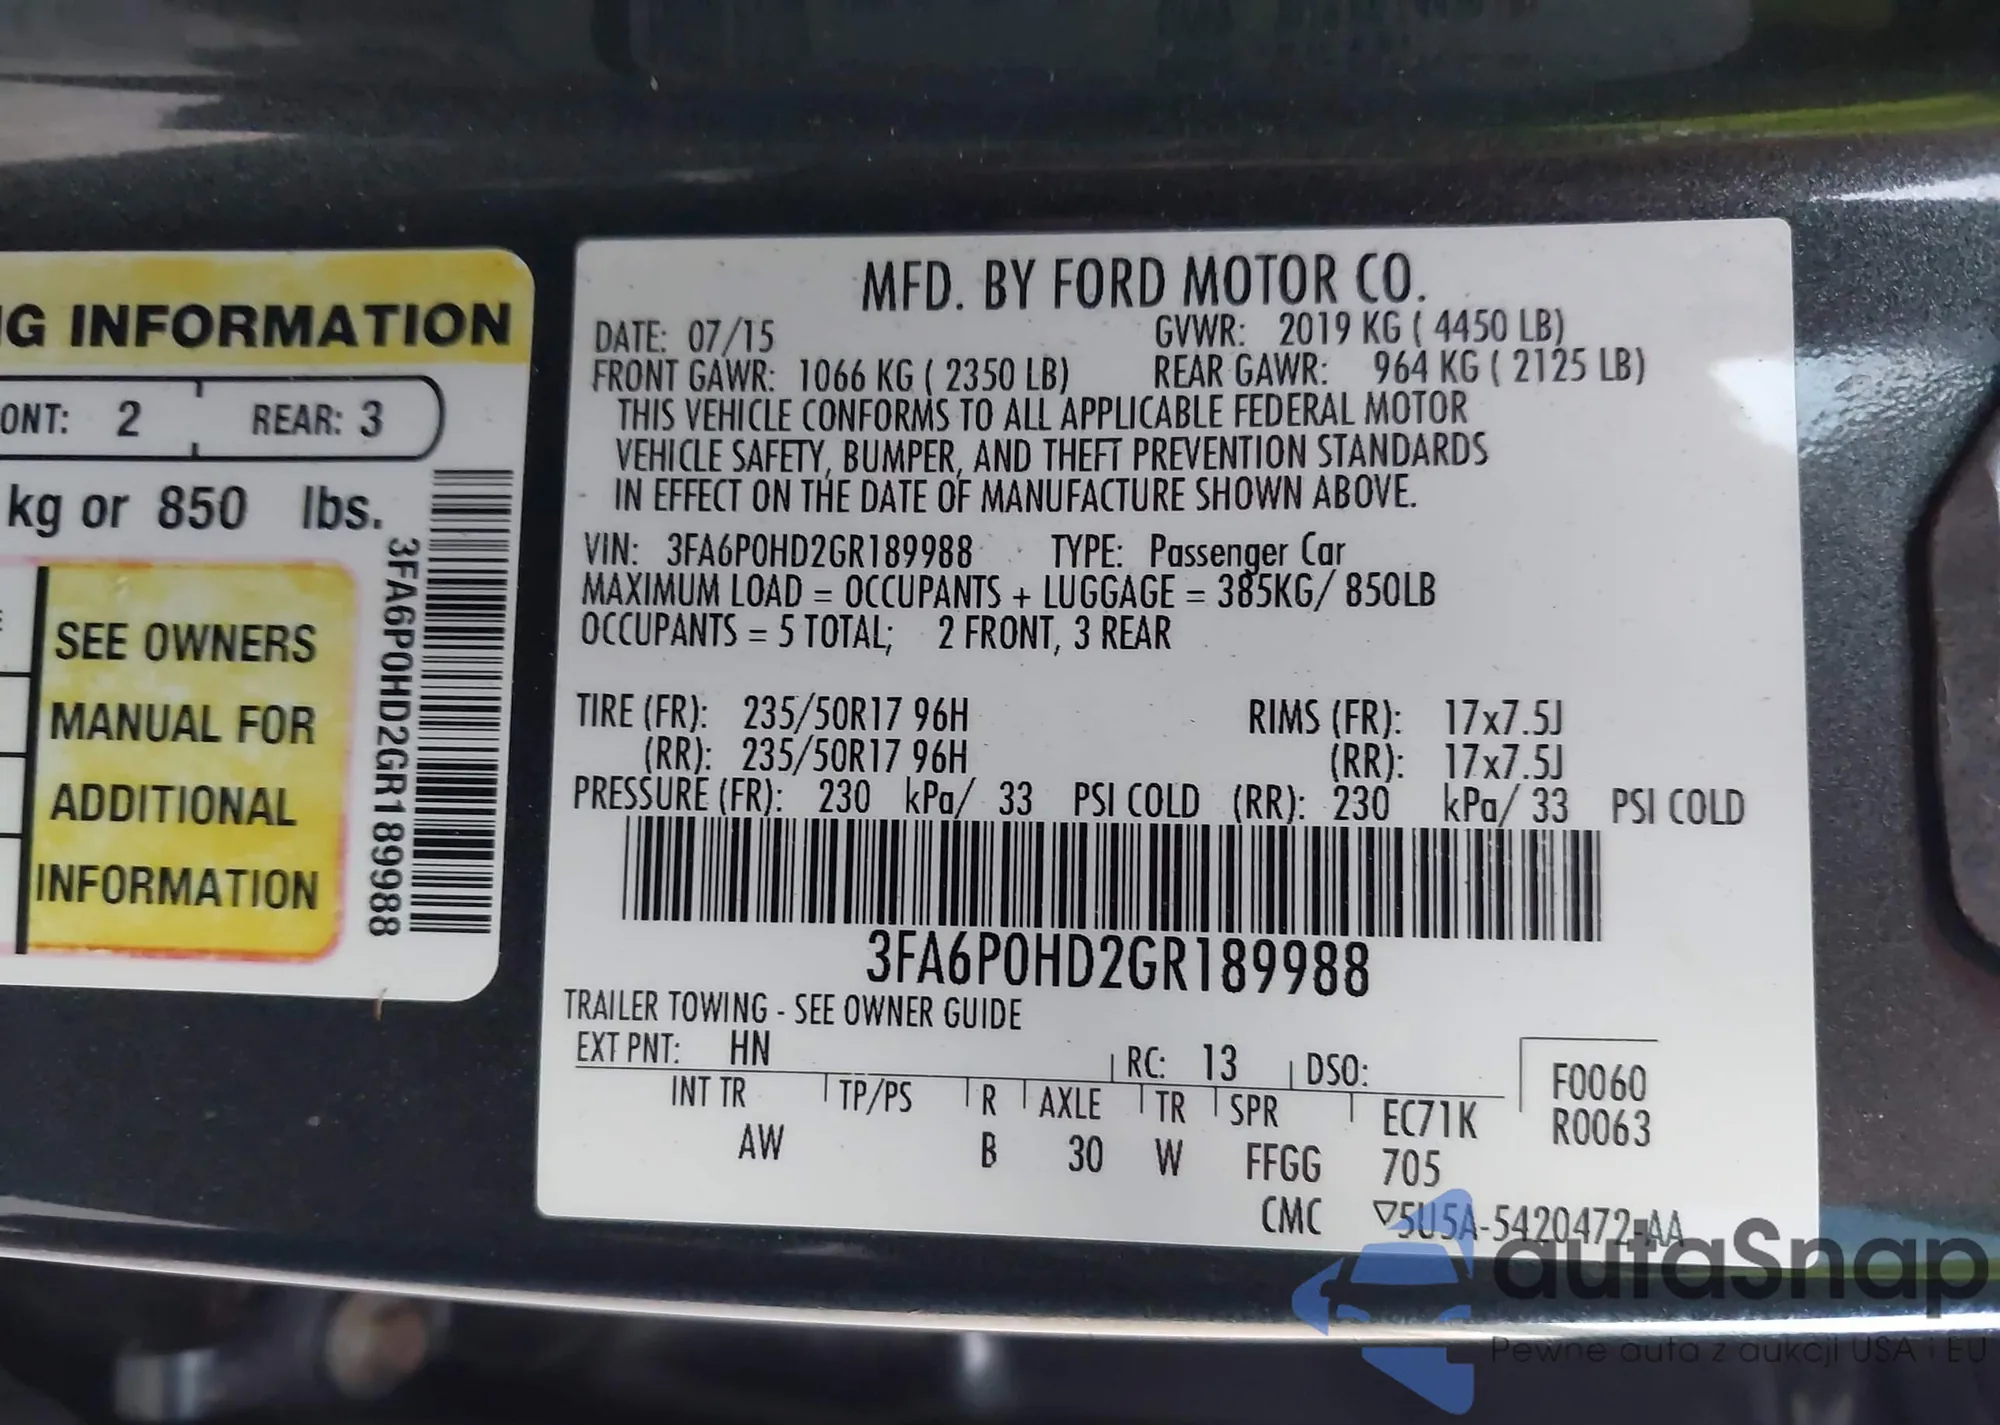 G INFORMATION
ONT: 2 REAR: 3
kg or 850 lbs.
SEE OWNERS
MANUAL FOR
ADDITIONAL
INFORMATION
3FA6P0HD2GR189988
MFD. BY FORD MOTOR CO.
DATE: 07/15 GVWR: 2019 KG ( 4450 LB)
FRONT GAWR: 1066 KG ( 2350 LB) REAR GAWR: 964 KG ( 2125 LB)
THIS VEHICLE CONFORMS TO ALL APPLICABLE FEDERAL MOTOR
VEHICLE SAFETY, BUMPER, AND THEFT PREVENTION STANDARDS
IN EFFECT ON THE DATE OF MANUFACTURE SHOWN ABOVE.
VIN: 3FA6P0HD2GR189988 TYPE: Passenger Car
MAXIMUM LOAD = OCCUPANTS + LUGGAGE = 385KG/ 850LB
OCCUPANTS = 5 TOTAL; 2 FRONT, 3 REAR
TIRE (FR): 235/50R17 96H RIMS (FR): 17x7.5J
(RR): 235/50R17 96H (RR): 17x7.5J
PRESSURE (FR): 230 kPa/ 33 PSI COLD (RR): 230 kPa/ 33 PSI COLD
3FA6P0HD2GR189988
TRAILER TOWING - SEE OWNER GUIDE
EXT PNT: HN RC: 13 DSO: F0060
INT TR TP/PS R AXLE TR SPR EC71K R0063
AW B 30 W FFGG 705
CMC ▽5U5A-5420472-AA
autaSnap
Pewne auta z aukcji USA i EU